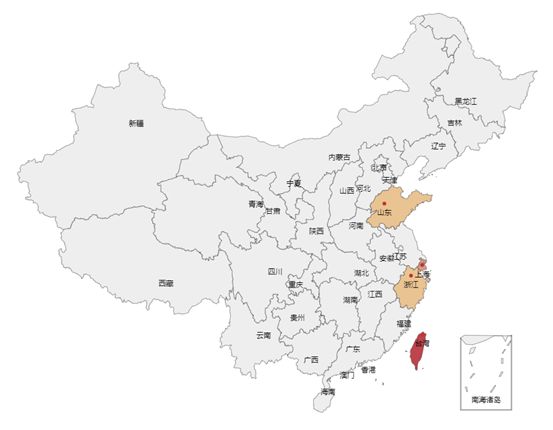 黑龙江
吉林
新疆
辽宁
内蒙古
北京
天津
宁夏
山西
河北
青海
甘肃
山东
陕西
河南
安徽
江苏
四川
湖北
上海
西藏
重庆
浙江
湖南
江西
贵州
福建
云南
台湾
广东
广西
香港
澳门
海南
南海诸岛